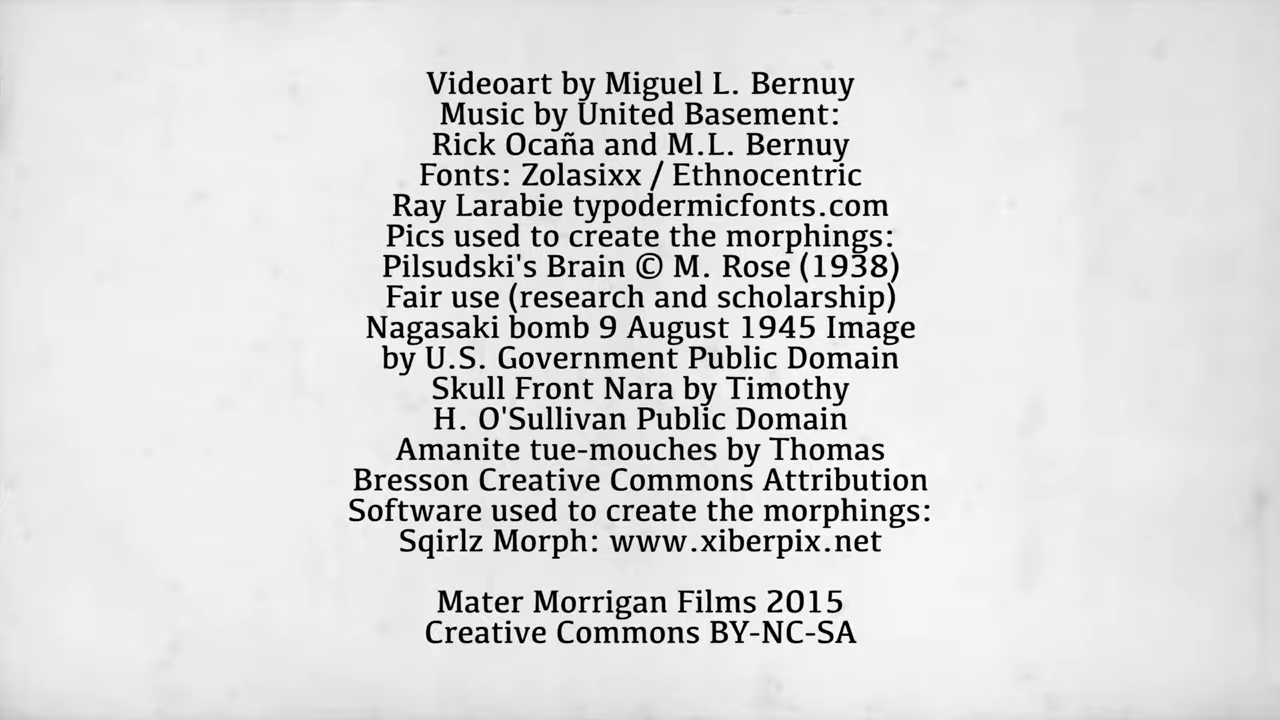 Videoart by Miguel L. Bernuy
Music by United Basement:
Rick Ocaña and M.L. Bernuy
Fonts: Zolasixx / Ethnocentric
Ray Larabie typodermicfonts.com
Pics used to create the morphings:
Pilsudski's Brain © M. Rose (1938)
Fair use (research and scholarship)
Nagasaki bomb 9 August 1945 Image
by U.S. Government Public Domain
Skull Front Nara by Timothy
H. O'Sullivan Public Domain
Amanite tue-mouches by Thomas
Bresson Creative Commons Attribution
Software used to create the morphings:
Sqirlz Morph: www.xiberpix.net
Mater Morrigan Films 2015
Creative Commons BY-NC-SA